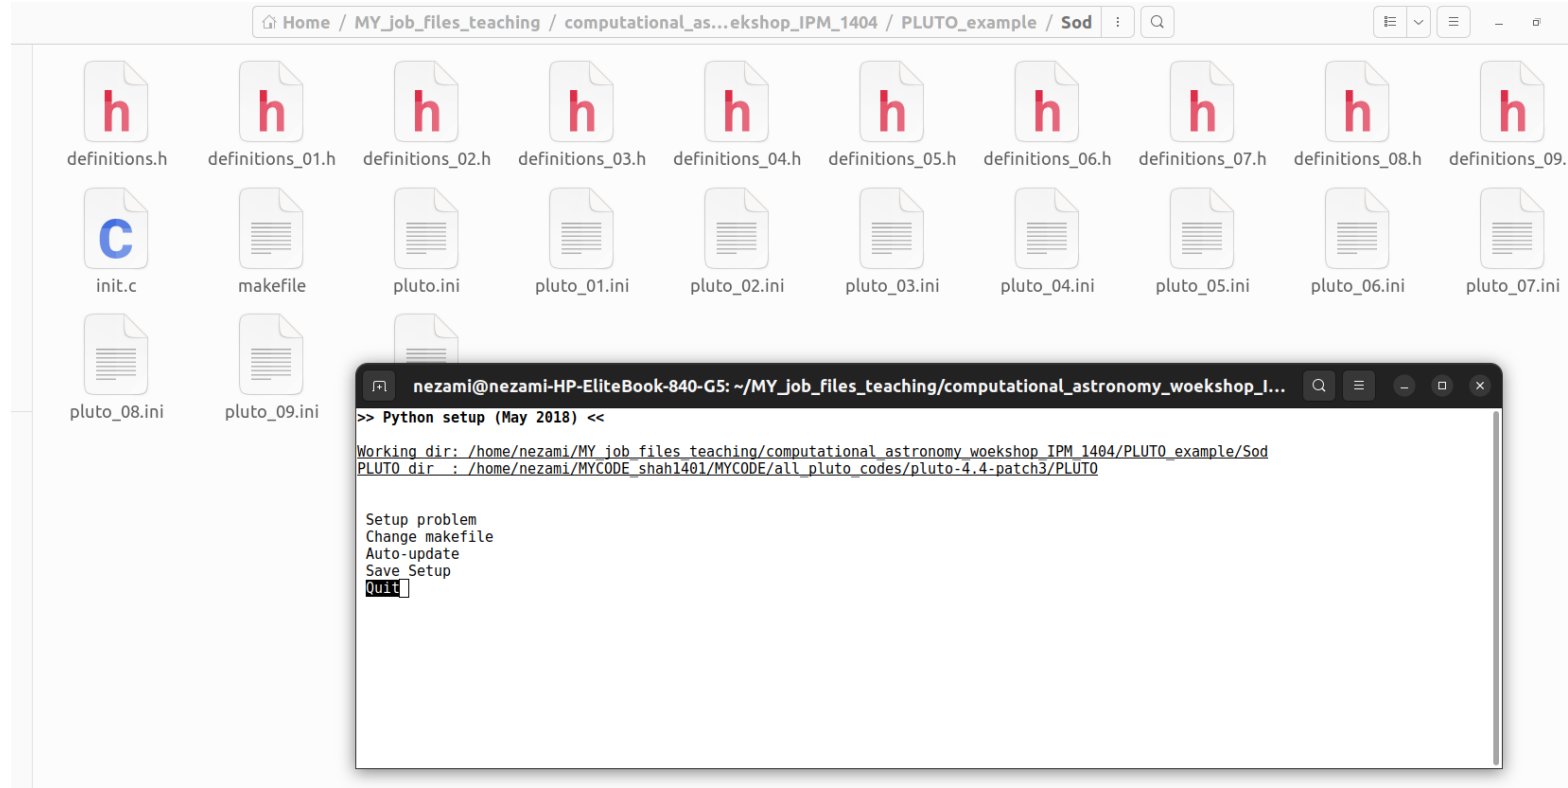 Home / MY_job_files_teaching / computational_as...ekshop_IPM_1404 / PLUTO_example / Sod
h h h h h h h h h h
definitions.h definitions_01.h definitions_02.h definitions_03.h definitions_04.h definitions_05.h definitions_06.h definitions_07.h definitions_08.h definitions_09.
C
init.c makefile pluto.ini pluto_01.ini pluto_02.ini pluto_03.ini pluto_04.ini pluto_05.ini pluto_06.ini pluto_07.ini
pluto_08.ini pluto_09.ini
nezami@nezami-HP-EliteBook-840-G5: ~/MY_job_files_teaching/computational_astronomy_woekshop_I...
>> Python setup (May 2018) <<
Working dir: /home/nezami/MY_job_files_teaching/computational_astronomy_woekshop_IPM_1404/PLUTO_example/Sod
PLUTO dir  : /home/nezami/MYCODE_shah1401/MYCODE/all_pluto_codes/pluto-4.4-patch3/PLUTO
Setup problem
Change makefile
Auto-update
Save Setup
Quit